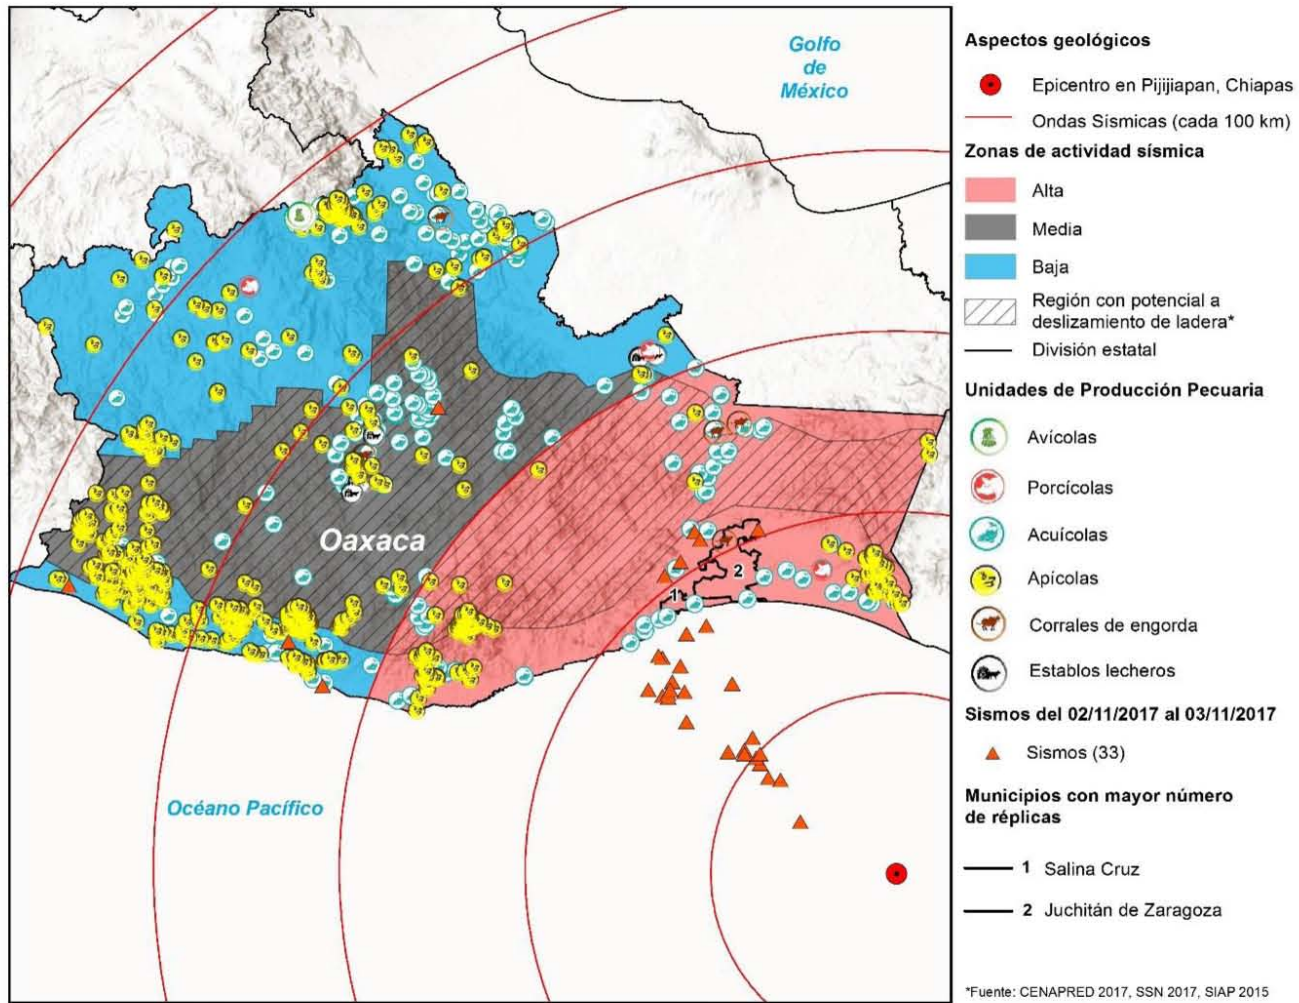 Golfo
de
México
Oaxaca
2
1
Océano Pacífico
Aspectos geológicos
Epicentro en Pijijiapan, Chiapas
Ondas Sísmicas (cada 100 km)
Zonas de actividad sísmica
Alta
Media
Baja
Región con potencial a
deslizamiento de ladera*
División estatal
Unidades de Producción Pecuaria
Avícolas
Porcícolas
Acuícolas
Apícolas
Corrales de engorda
Establos lecheros
Sismos del 02/11/2017 al 03/11/2017
Sismos (33)
Municipios con mayor número
de réplicas
1 Salina Cruz
2 Juchitán de Zaragoza
*Fuente: CENAPRED 2017, SSN 2017, SIAP 2015